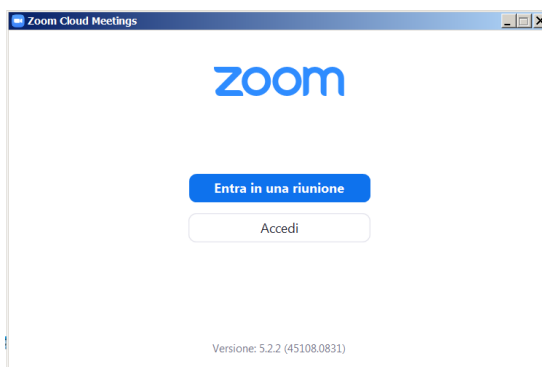 Zoom Cloud Meetings
zoom
Entra in una riunione
Accedi
Versione: 5.2.2 (45108.0831)